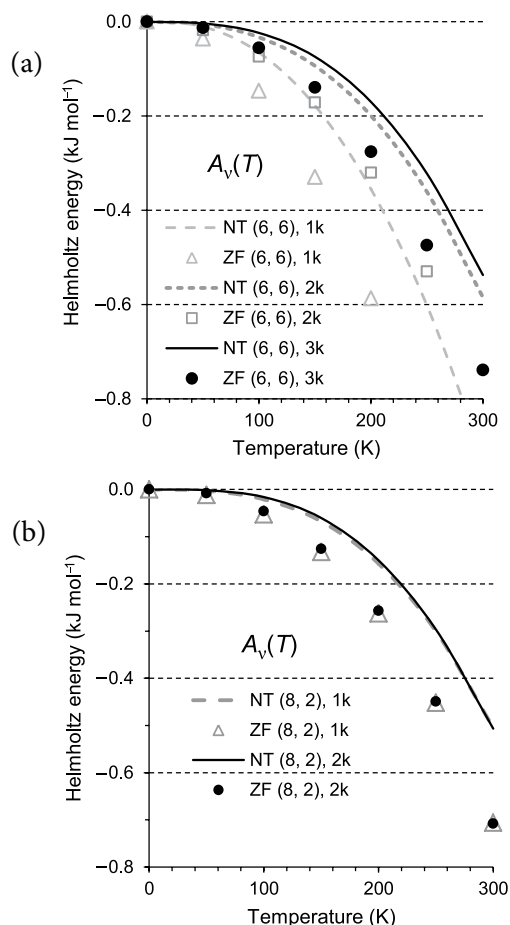 (a)
Helmholtz energy (kJ mol⁻¹)
0.0
−0.2
−0.4
−0.6
−0.8
Aᵥ(T)
NT (6, 6), 1k
ZF (6, 6), 1k
NT (6, 6), 2k
ZF (6, 6), 2k
NT (6, 6), 3k
ZF (6, 6), 3k
0 100 200 300
Temperature (K)
(b)
Helmholtz energy (kJ mol⁻¹)
0.0
−0.2
−0.4
−0.6
−0.8
Aᵥ(T)
NT (8, 2), 1k
ZF (8, 2), 1k
NT (8, 2), 2k
ZF (8, 2), 2k
0 100 200 300
Temperature (K)